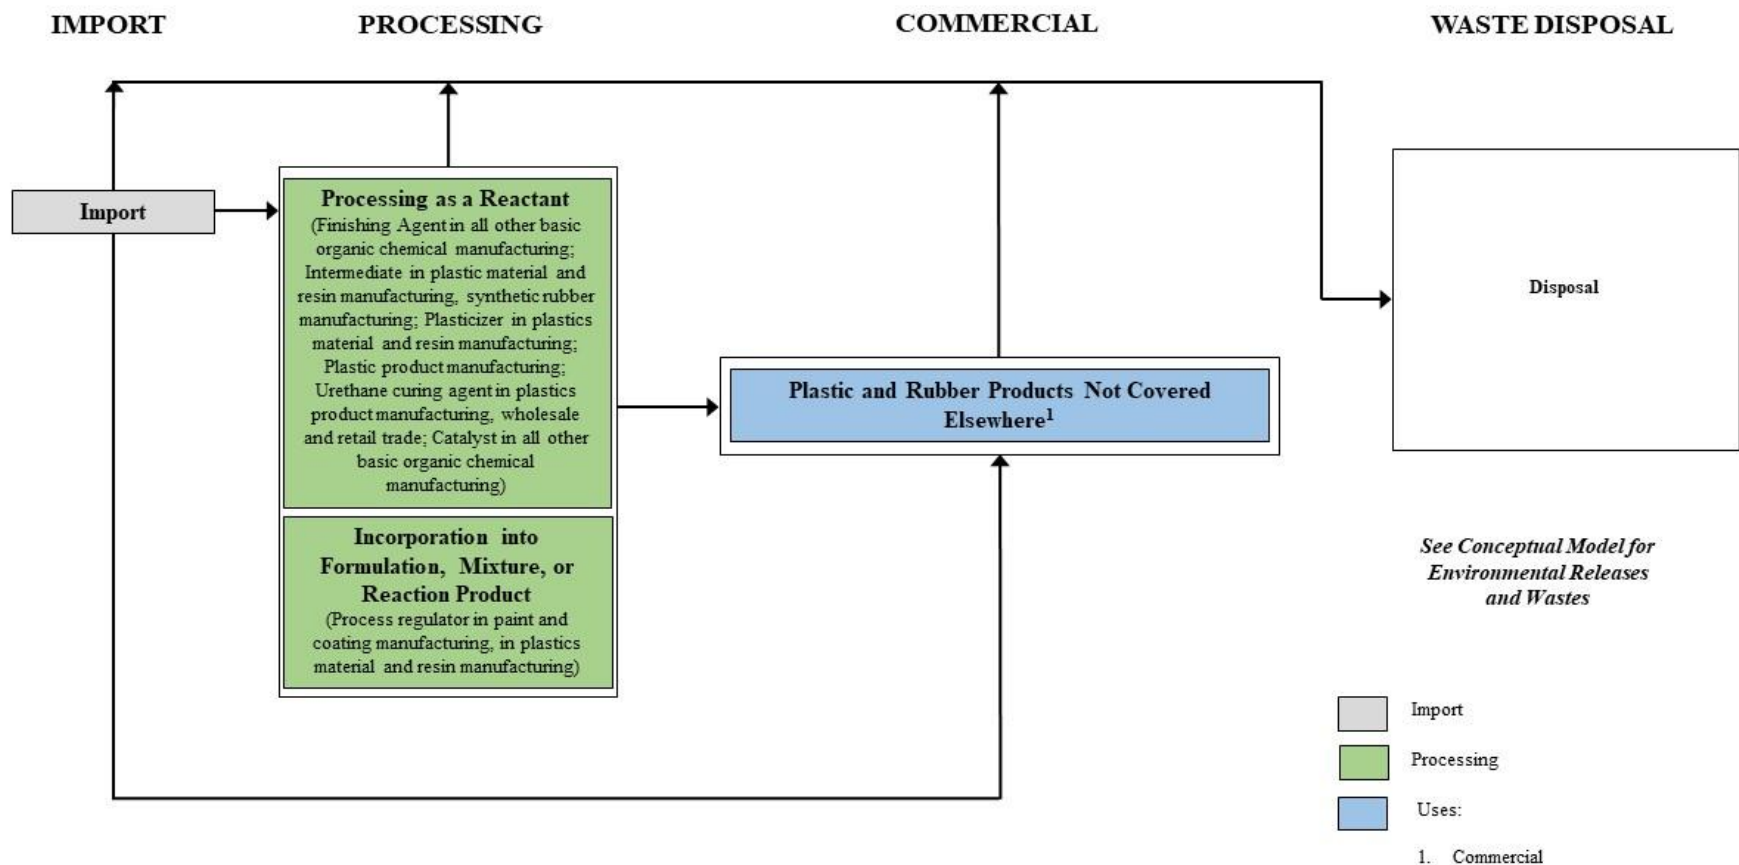 IMPORT
PROCESSING
COMMERCIAL
WASTE DISPOSAL
Import
Processing as a Reactant
(Finishing Agent in all other basic
organic chemical manufacturing;
Intermediate in plastic material and
resin manufacturing, synthetic rubber
manufacturing; Plasticizer in plastics
material and resin manufacturing;
Plastic product manufacturing;
Urethane curing agent in plastics
product manufacturing, wholesale
and retail trade; Catalyst in all other
basic organic chemical
manufacturing)
Incorporation into
Formulation, Mixture, or
Reaction Product
(Process regulator in paint and
coating manufacturing, in plastics
material and resin manufacturing)
Plastic and Rubber Products Not Covered
Elsewhere1
Disposal
See Conceptual Model for
Environmental Releases
and Wastes
Import
Processing
Uses:
1. Commercial